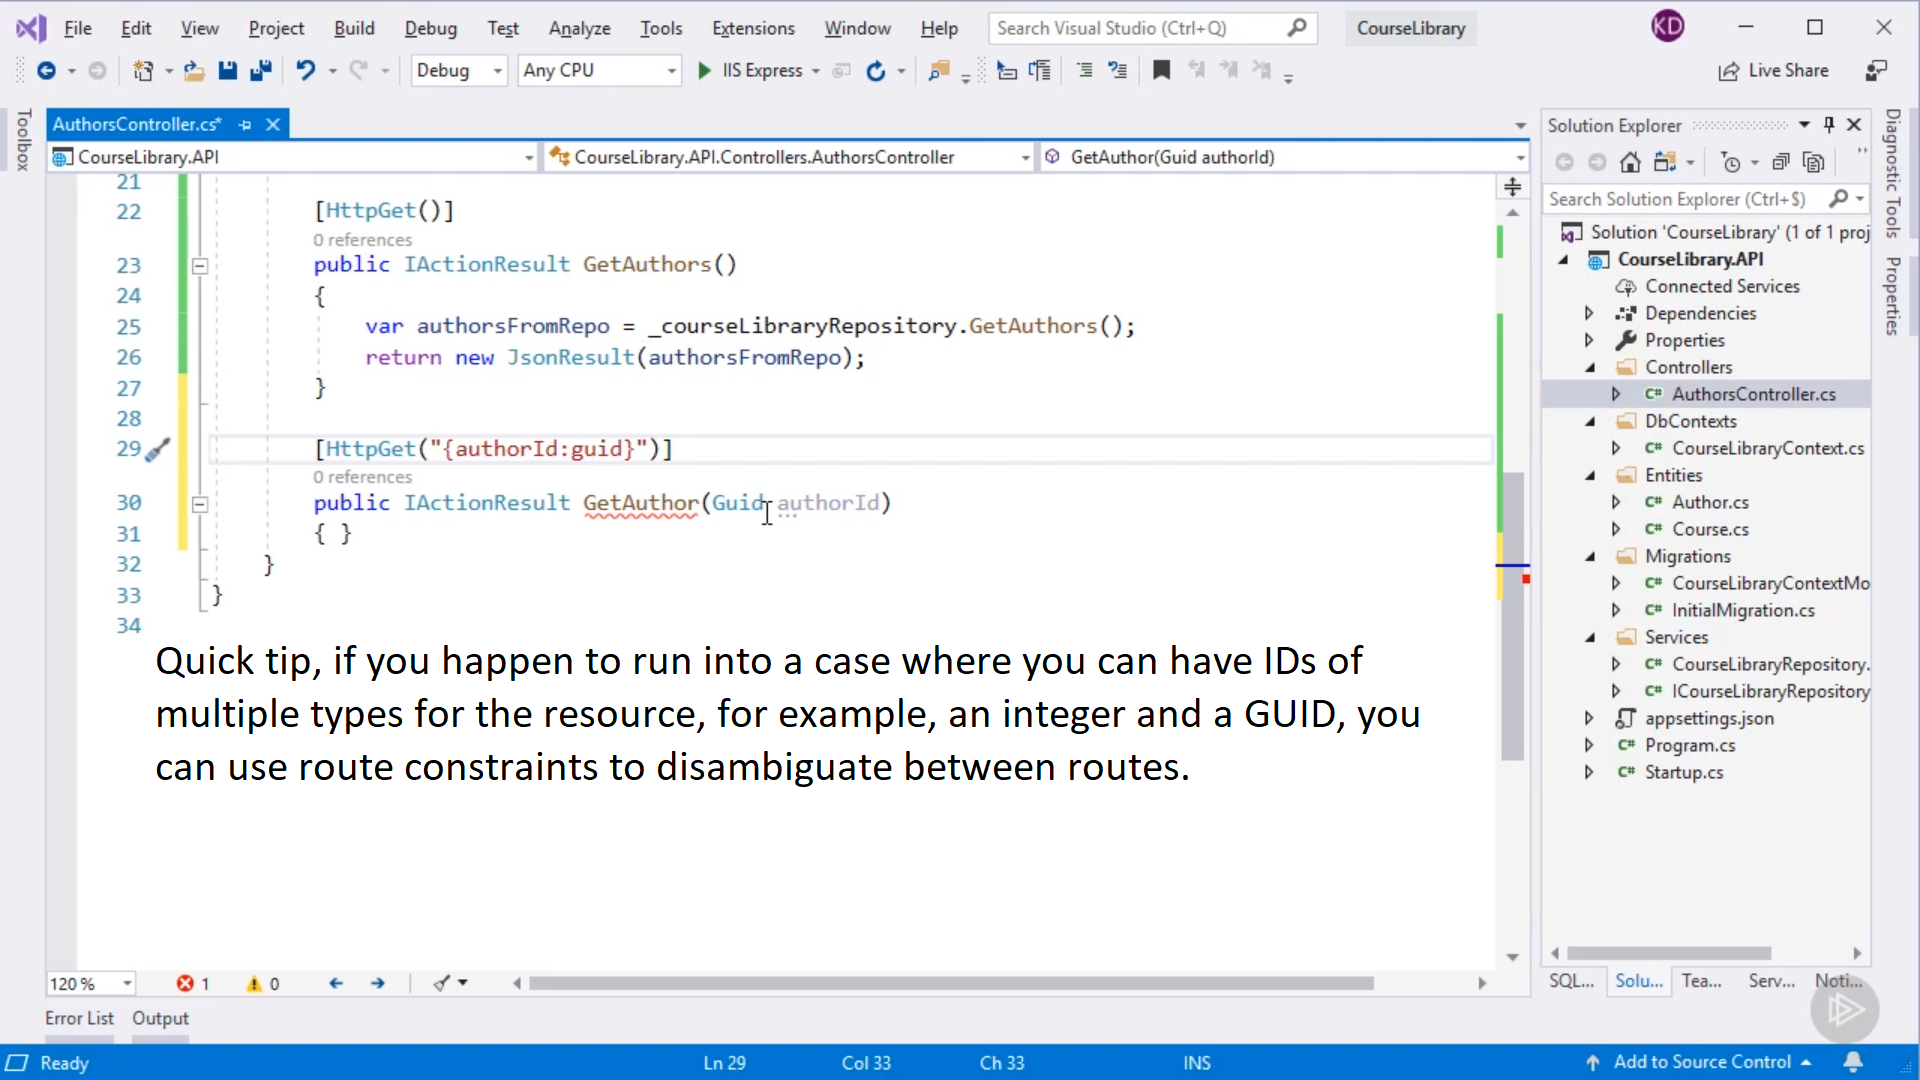 File Edit View Project Build Debug Test Analyze Tools Extensions Window Help Search Visual Studio (Ctrl+Q) CourseLibrary KD
Debug Any CPU IIS Express Live Share
Toolbox
AuthorsController.cs*
CourseLibrary.API CourseLibrary.API.Controllers.AuthorsController GetAuthor(Guid authorId)
21
22 [HttpGet()]
0 references
23 public IActionResult GetAuthors()
24 {
25 var authorsFromRepo = _courseLibraryRepository.GetAuthors();
26 return new JsonResult(authorsFromRepo);
27 }
28
29 [HttpGet("{authorId:guid}")]
0 references
30 public IActionResult GetAuthor(Guid authorId)
31 { }
32 }
33 }
34
Quick tip, if you happen to run into a case where you can have IDs of
multiple types for the resource, for example, an integer and a GUID, you
can use route constraints to disambiguate between routes.
120 % 1 0
Error List Output
Solution Explorer
Search Solution Explorer (Ctrl+$)
Solution 'CourseLibrary' (1 of 1 proj
CourseLibrary.API
Connected Services
Dependencies
Properties
Controllers
C# AuthorsController.cs
DbContexts
C# CourseLibraryContext.cs
Entities
C# Author.cs
C# Course.cs
Migrations
C# CourseLibraryContextMo
C# InitialMigration.cs
Services
C# CourseLibraryRepository.
C# ICourseLibraryRepository
appsettings.json
C# Program.cs
C# Startup.cs
SQL... Solu... Tea... Serv... Noti...
Diagnostic Tools
Properties
Ready Ln 29 Col 33 Ch 33 INS Add to Source Control